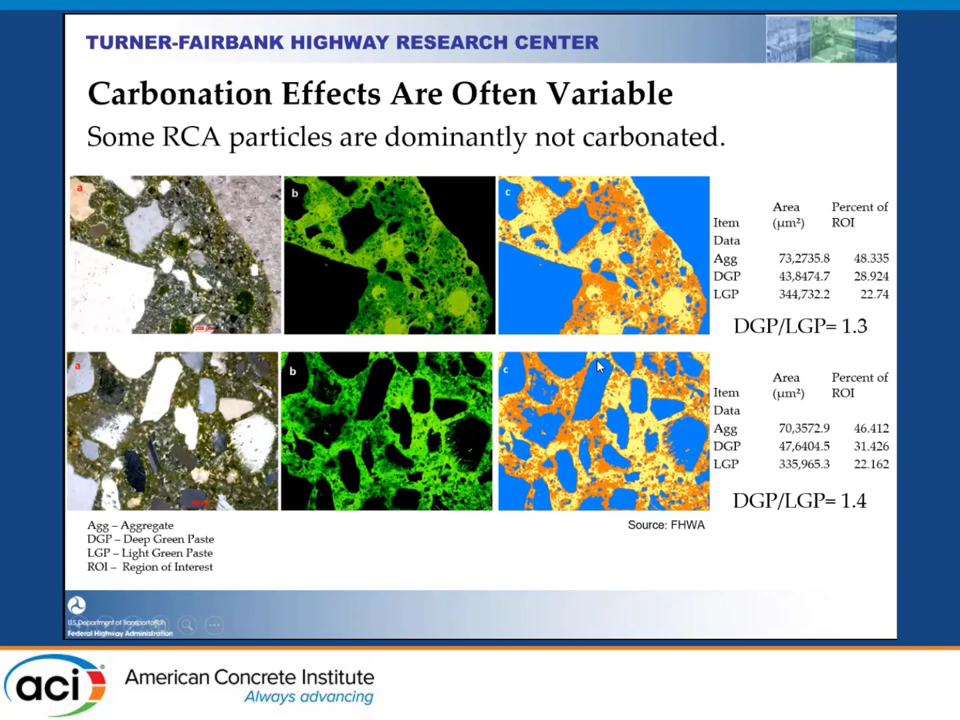 TURNER-FAIRBANK HIGHWAY RESEARCH CENTER
Carbonation Effects Are Often Variable
Some RCA particles are dominantly not carbonated.
a
b
c
Area Percent of
Item (µm²) ROI
Data
Agg 73,2735.8 48.335
DGP 43,8474.7 28.924
LGP 344,732.2 22.74
DGP/LGP= 1.3
a
b
c
Area Percent of
Item (µm²) ROI
Data
Agg 70,3572.9 46.412
DGP 47,6404.5 31.426
LGP 335,965.3 22.162
DGP/LGP= 1.4
Agg – Aggregate
DGP – Deep Green Paste
LGP – Light Green Paste
ROI – Region of Interest
Source: FHWA
U.S. Department of Transportation
Federal Highway Administration
aci
American Concrete Institute
Always advancing